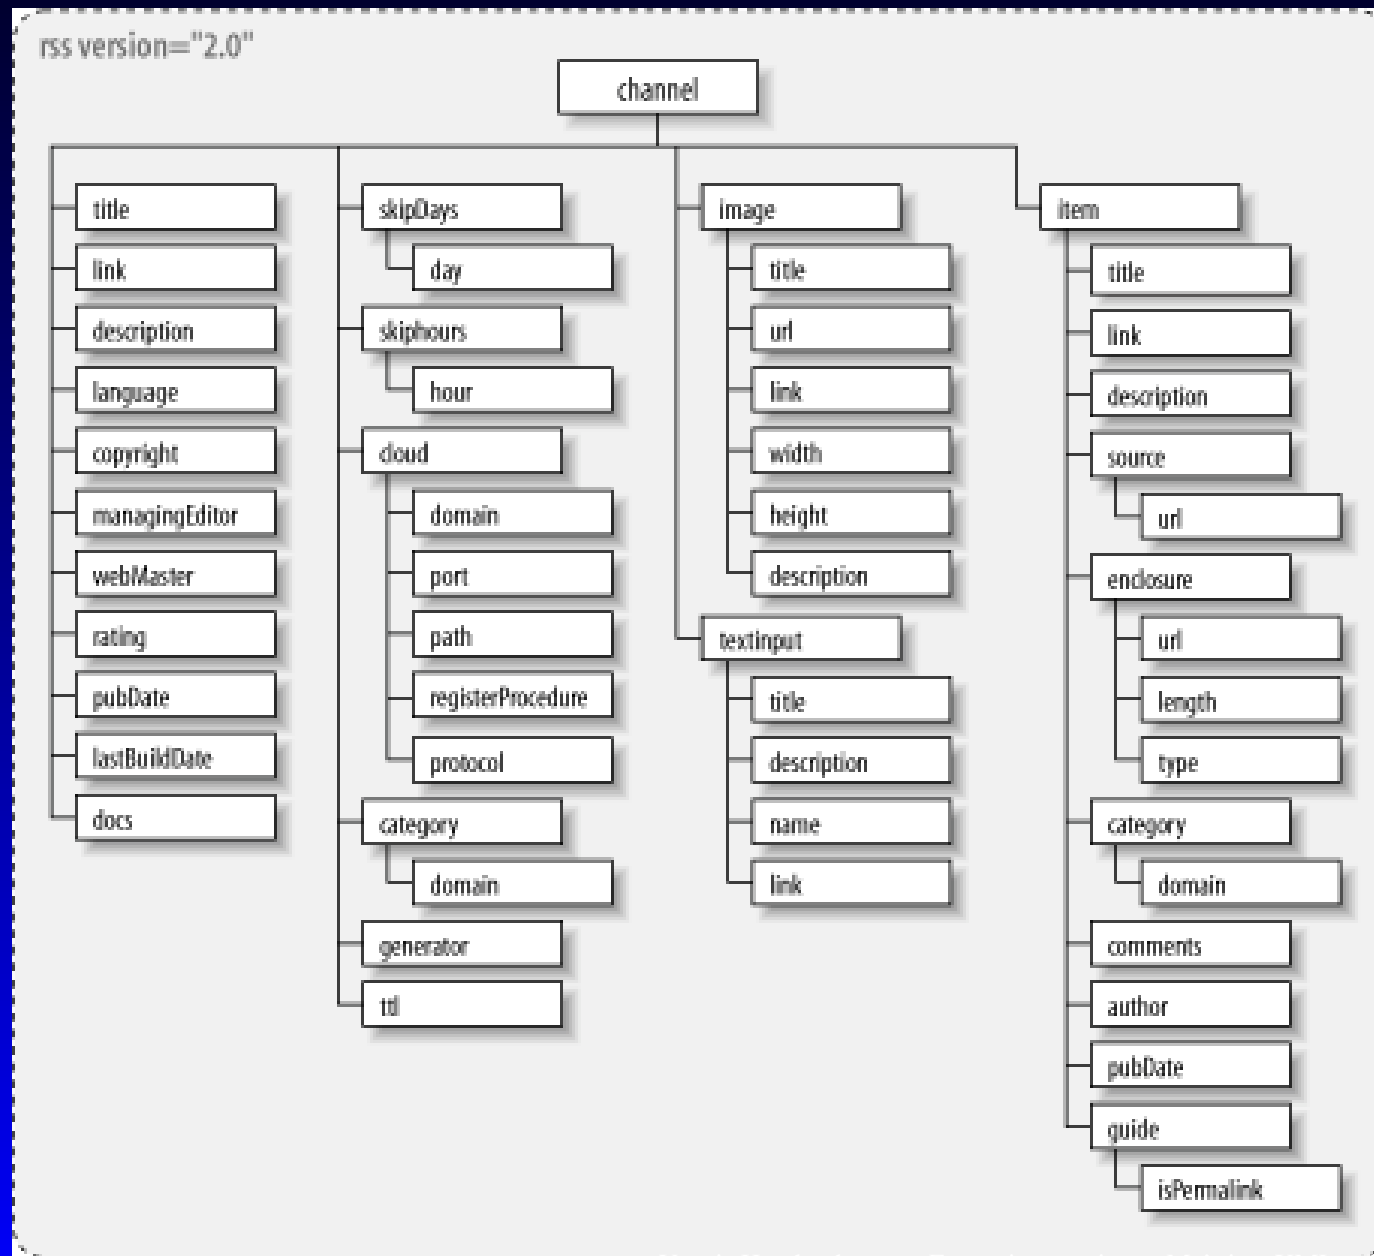 rss version="2.0"
channel
title
link
description
language
copyright
managingEditor
webMaster
rating
pubDate
lastBuildDate
docs
skipDays
day
skiphours
hour
cloud
domain
port
path
registerProcedure
protocol
category
domain
generator
ttl
image
title
url
link
width
height
description
textinput
title
description
name
link
item
title
link
description
source
url
enclosure
url
length
type
category
domain
comments
author
pubDate
guide
isPermalink